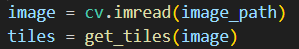 image = cv.imread(image_path)
tiles = get_tiles(image)